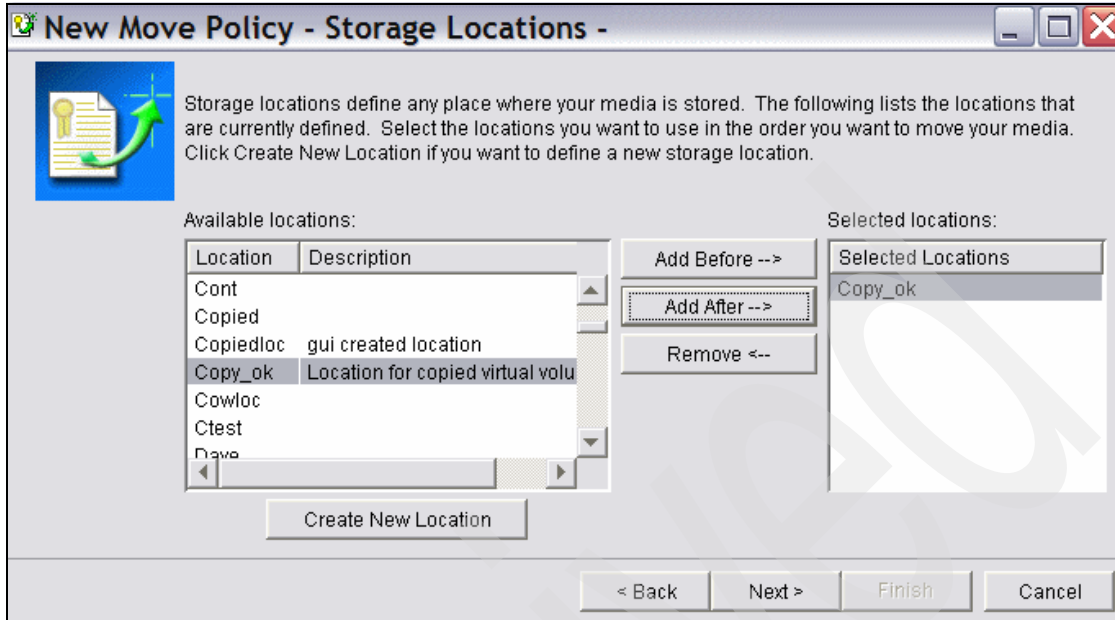 New Move Policy - Storage Locations -
Storage locations define any place where your media is stored. The following lists the locations that
are currently defined. Select the locations you want to use in the order you want to move your media.
Click Create New Location if you want to define a new storage location.
Available locations:
Selected locations:
Location Description
Add Before -->
Selected Locations
Cont
Copy_ok
Copied
Add After -->
Copiedloc gui created location
Remove <--
Copy_ok Location for copied virtual volu
Cowloc
Ctest
Dave
Create New Location
< Back
Next >
Finish
Cancel